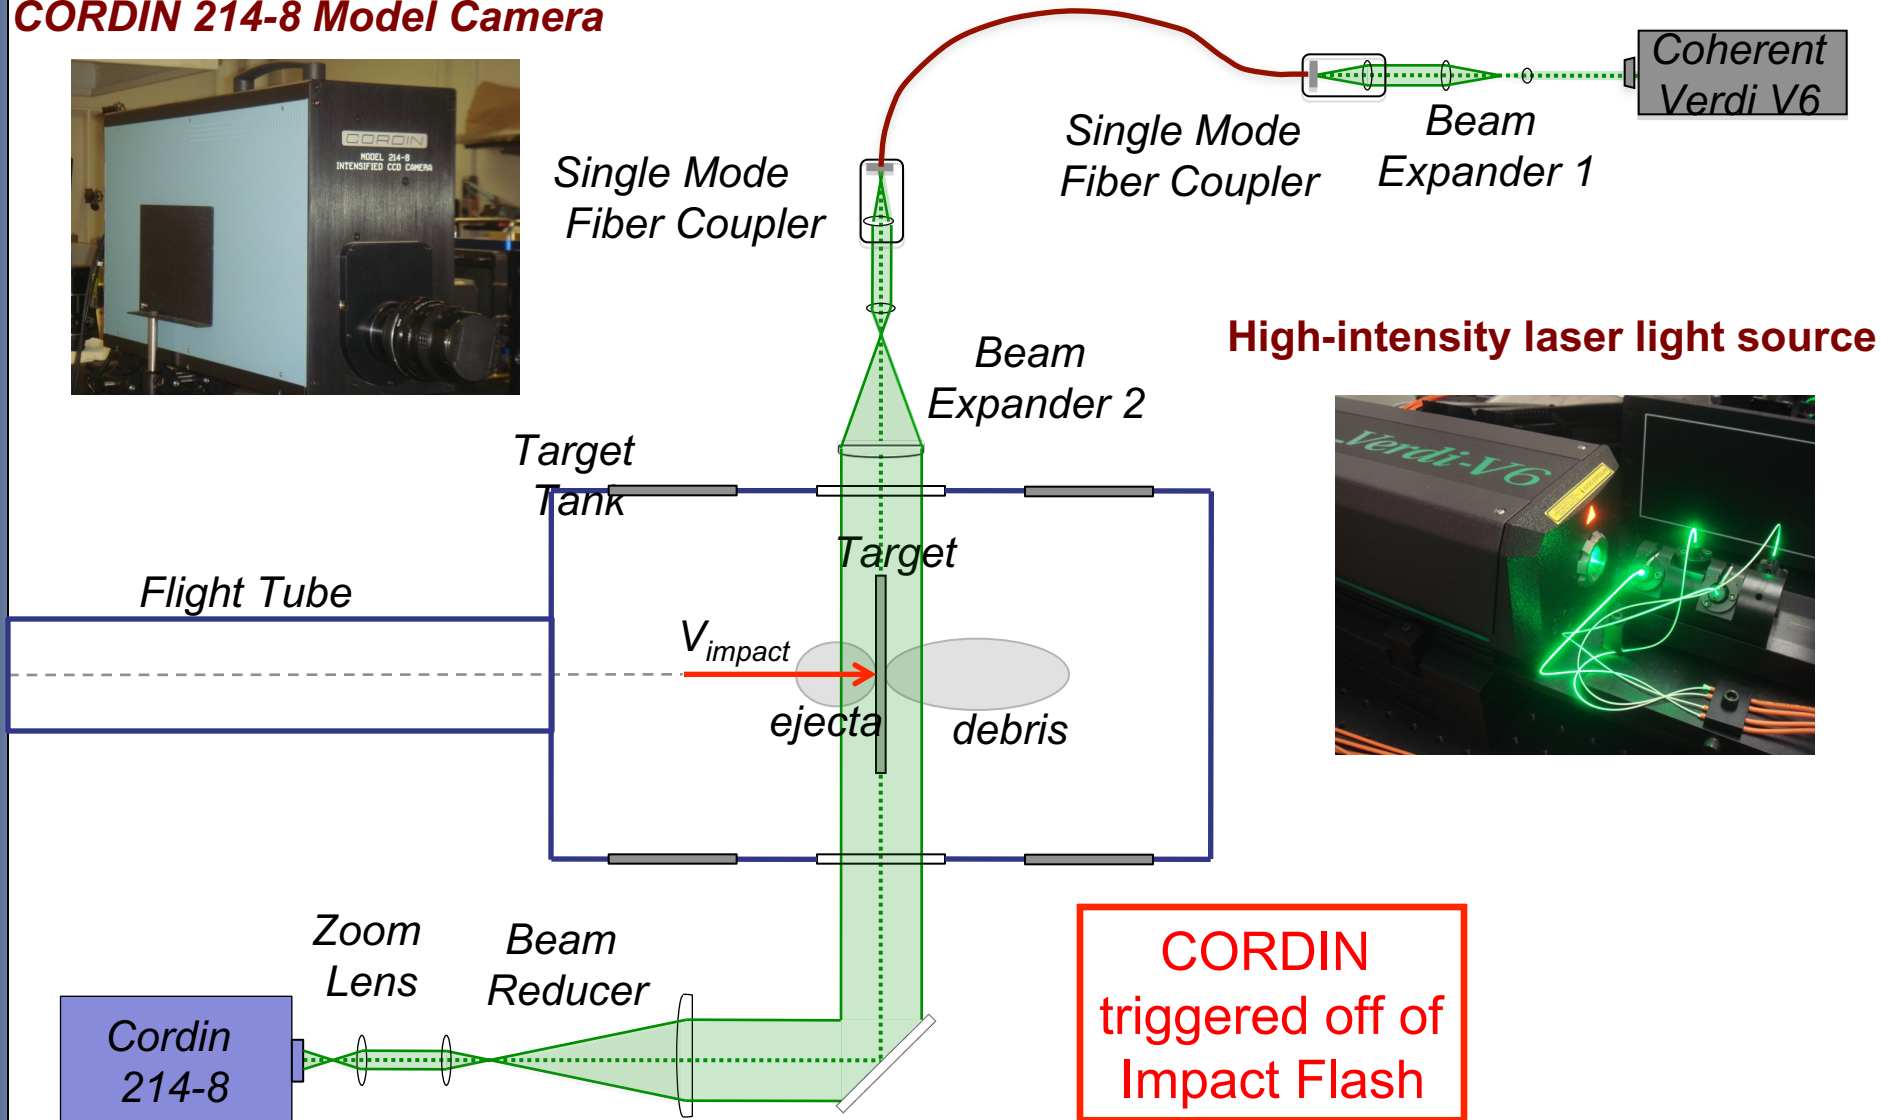 CORDIN 214-8 Model Camera
CORDIN
MODEL 214-8
INTENSIFIED CCD CAMERA
Single Mode
Fiber Coupler
Single Mode
Fiber Coupler
Beam
Expander 1
Coherent
Verdi V6
High-intensity laser light source
-Verdi-V6
Beam
Expander 2
Target
Tank
Target
Flight Tube
Vimpact
ejecta
debris
Zoom
Lens
Beam
Reducer
Cordin
214-8
CORDIN
triggered off of
Impact Flash